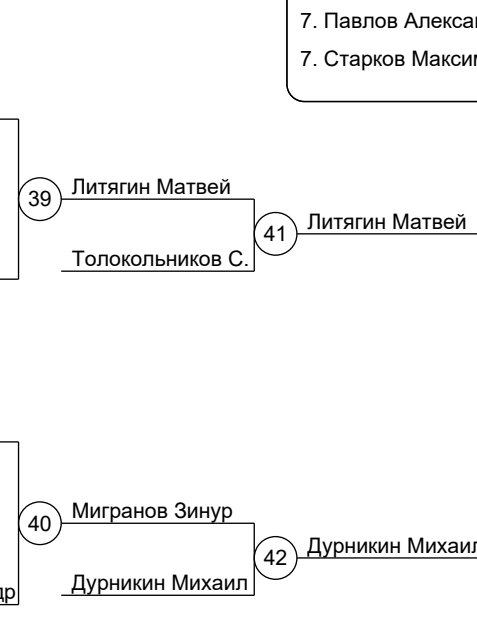 7. Павлов Алекса
7. Старков Макси
39
Литягин Матвей
41
Литягин Матвей
Толокольников С.
40
Мигранов Зинур
42
Дурникин Михаил
Дурникин Михаил
др